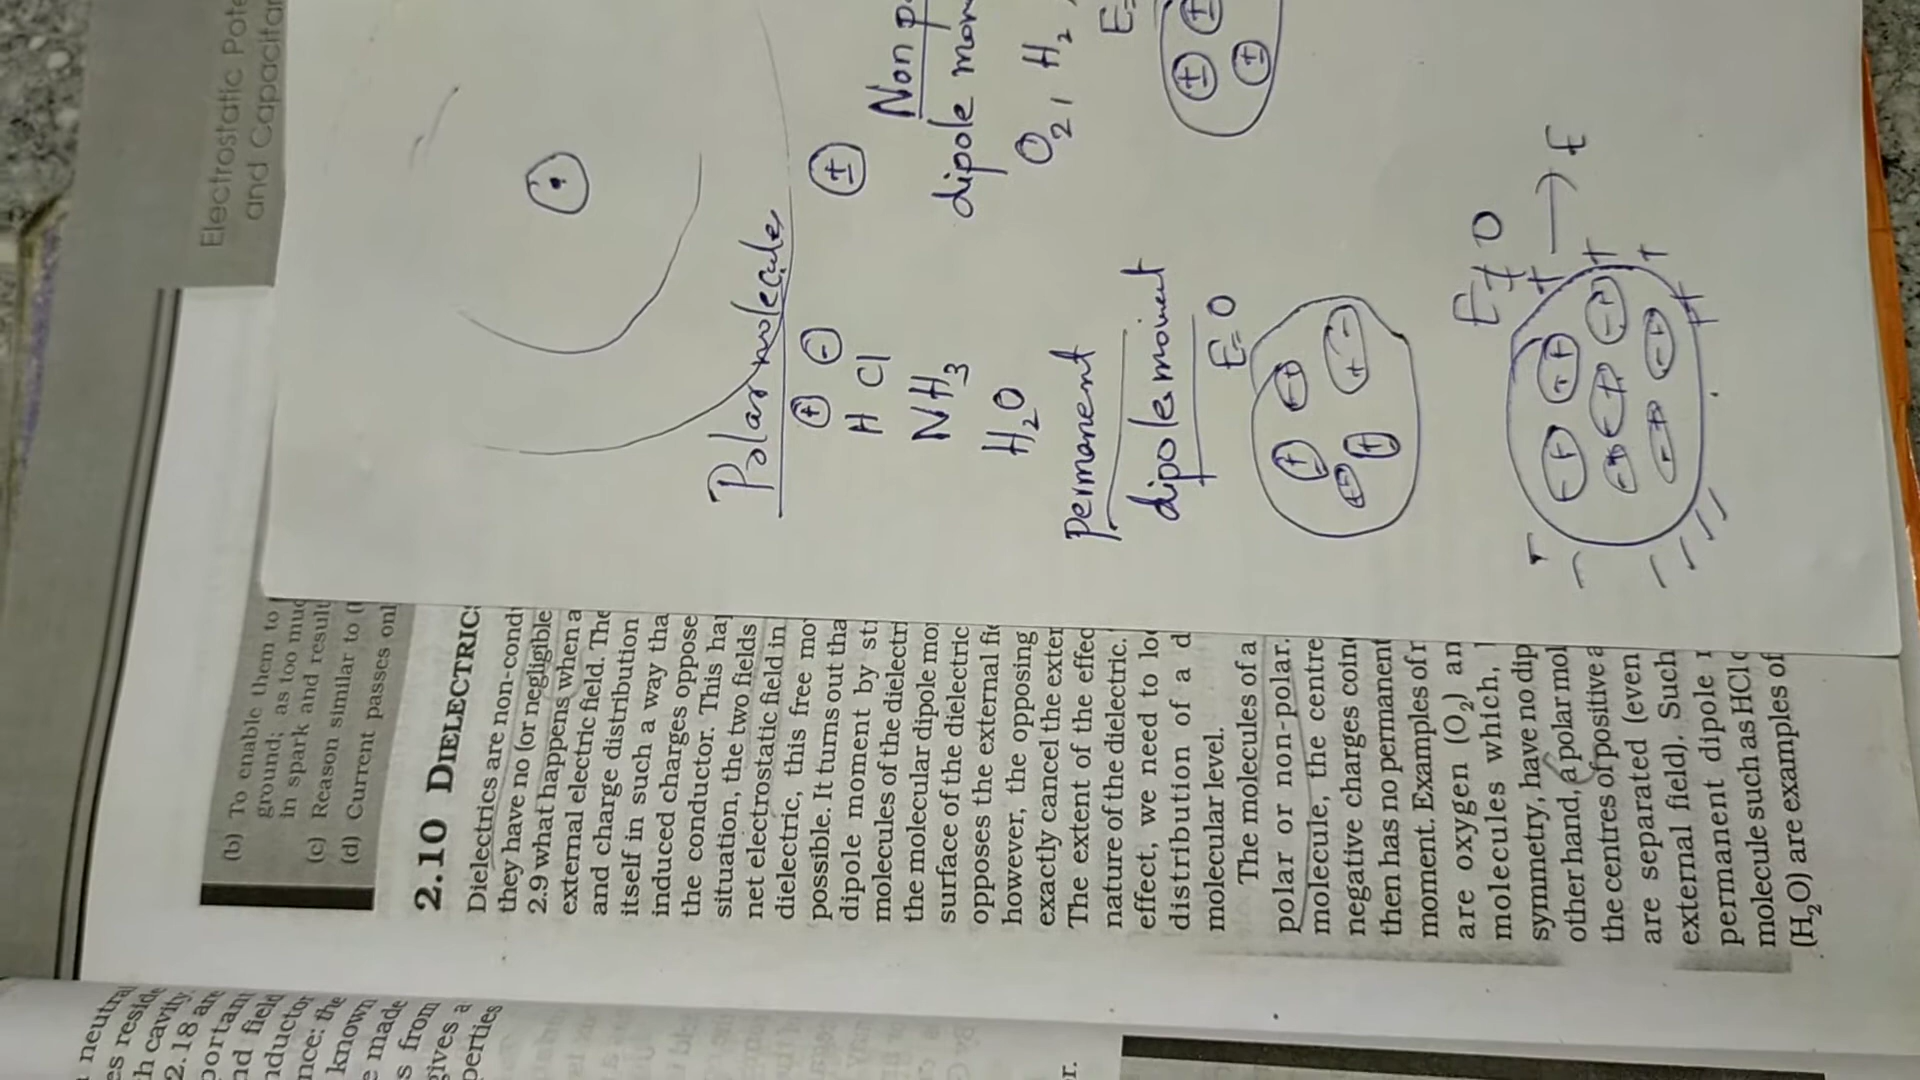 Electrostatic Pote
and Capacitan
(b) To enable them to
ground; as too muc
in spark and result
(c) Reason similar to (
(d) Current passes onl
2.10 DIELECTRIC
Dielectrics are non-condu
they have no (or negligible
2.9 what happens when a
external electric field. The
and charge distribution
itself in such a way tha
induced charges oppose
the conductor. This ha
situation, the two fields
net electrostatic field in
dielectric, this free mo
possible. It turns out tha
dipole moment by str
molecules of the dielectri
the molecular dipole mo
surface of the dielectric
opposes the external fie
however, the opposing
exactly cancel the exter
The extent of the effec
nature of the dielectric.
effect, we need to loo
distribution of a d
molecular level.
The molecules of a
polar or non-polar.
molecule, the centre
negative charges coin
then has no permanent
moment. Examples of
are oxygen (O₂) an
molecules which,
symmetry, have no dip
other hand, a polar mol
the centres of positive a
are separated (even
external field). Such
permanent dipole
molecule such as HCl
(H₂O) are examples of
Polar molecule
+ -
H Cl
NH₃
H₂O
Permanent
dipole moment
E=0
E≠0
→ E
±
Non p
dipole mom
O₂, H₂,
E=
neutral
es reside
h cavity.
2.18 are
portant
nd field
nductor
nce: the
known
e made
s from
gives a
perties
r.